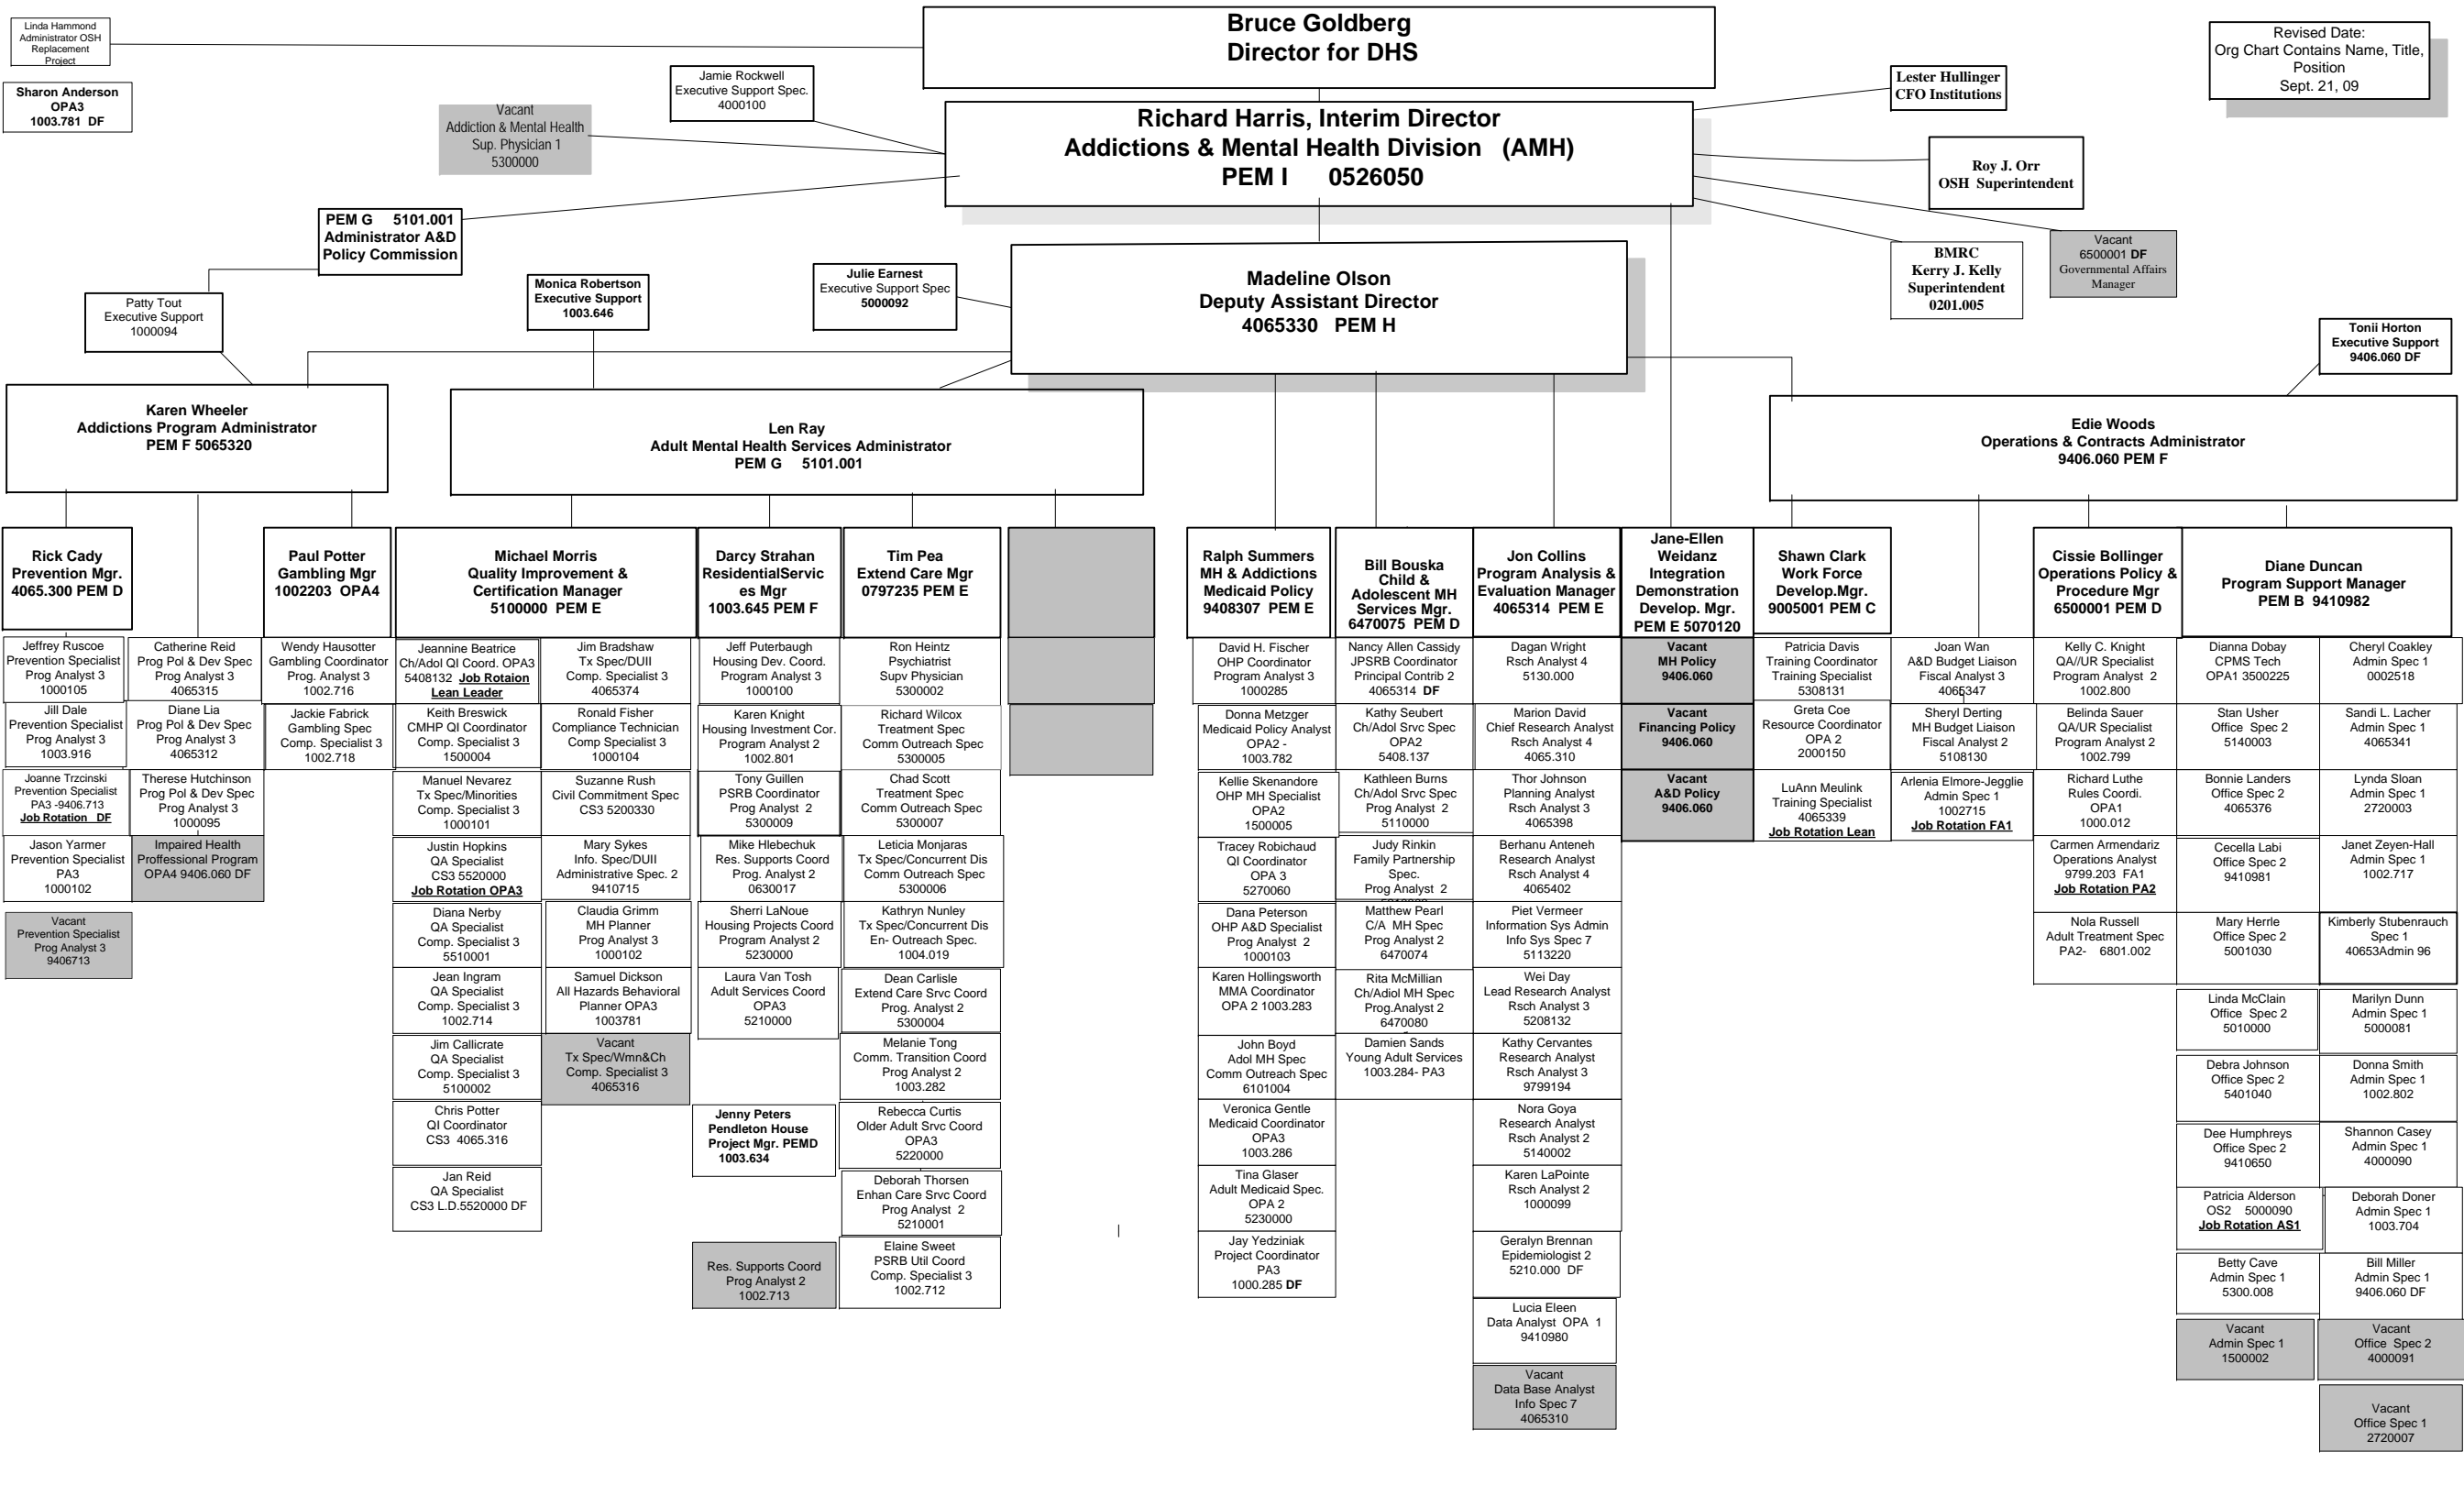 Linda Hammond
Administrator OSH
Replacement
Project
Sharon Anderson
OPA3
1003.781 DF
Vacant
Addiction & Mental Health
Sup. Physician 1
5300000
Jamie Rockwell
Executive Support Spec.
4000100
Bruce Goldberg
Director for DHS
Richard Harris, Interim Director
Addictions & Mental Health Division (AMH)
PEM I 0526050
Lester Hullinger
CFO Institutions
Revised Date:
Org Chart Contains Name, Title,
Position
Sept. 21, 09
Roy J. Orr
OSH Superintendent
BMRC
Kerry J. Kelly
Superintendent
0201.005
Vacant
6500001 DF
Governmental Affairs
Manager
PEM G 5101.001
Administrator A&D
Policy Commission
Patty Tout
Executive Support
1000094
Monica Robertson
Executive Support
1003.646
Julie Earnest
Executive Support Spec
5000092
Madeline Olson
Deputy Assistant Director
4065330 PEM H
Tonii Horton
Executive Support
9406.060 DF
Karen Wheeler
Addictions Program Administrator
PEM F 5065320
Len Ray
Adult Mental Health Services Administrator
PEM G 5101.001
Edie Woods
Operations & Contracts Administrator
9406.060 PEM F
Rick Cady
Prevention Mgr.
4065.300 PEM D
Jeffrey Ruscoe
Prevention Specialist
Prog Analyst 3
1000105
Jill Dale
Prevention Specialist
Prog Analyst 3
1003.916
Joanne Trzcinski
Prevention Specialist
PA3 -9406.713
Job Rotation DF
Jason Yarmer
Prevention Specialist
PA3
1000102
Vacant
Prevention Specialist
Prog Analyst 3
9406713
Catherine Reid
Prog Pol & Dev Spec
Prog Analyst 3
4065315
Diane Lia
Prog Pol & Dev Spec
Prog Analyst 3
4065312
Therese Hutchinson
Prog Pol & Dev Spec
Prog Analyst 3
1000095
Impaired Health
Proffessional Program
OPA4 9406.060 DF
Paul Potter
Gambling Mgr
1002203 OPA4
Wendy Hausotter
Gambling Coordinator
Prog. Analyst 3
1002.716
Jackie Fabrick
Gambling Spec
Comp. Specialist 3
1002.718
Michael Morris
Quality Improvement &
Certification Manager
5100000 PEM E
Jeannine Beatrice
Ch/Adol QI Coord. OPA3
5408132 Job Rotaion
Lean Leader
Keith Breswick
CMHP QI Coordinator
Comp. Specialist 3
1500004
Manuel Nevarez
Tx Spec/Minorities
Comp. Specialist 3
1000101
Justin Hopkins
QA Specialist
CS3 5520000
Job Rotation OPA3
Diana Nerby
QA Specialist
Comp. Specialist 3
5510001
Jean Ingram
QA Specialist
Comp. Specialist 3
1002.714
Jim Callicrate
QA Specialist
Comp. Specialist 3
5100002
Chris Potter
QI Coordinator
CS3 4065.316
Jan Reid
QA Specialist
CS3 L.D.5520000 DF
Jim Bradshaw
Tx Spec/DUII
Comp. Specialist 3
4065374
Ronald Fisher
Compliance Technician
Comp Specialist 3
1000104
Suzanne Rush
Civil Commitment Spec
CS3 5200330
Mary Sykes
Info. Spec/DUII
Administrative Spec. 2
9410715
Claudia Grimm
MH Planner
Prog Analyst 3
1000102
Samuel Dickson
All Hazards Behavioral
Planner OPA3
1003781
Vacant
Tx Spec/Wmn&Ch
Comp. Specialist 3
4065316
Darcy Strahan
ResidentialServic
es Mgr
1003.645 PEM F
Jeff Puterbaugh
Housing Dev. Coord.
Program Analyst 3
1000100
Karen Knight
Housing Investment Cor.
Program Analyst 2
1002.801
Tony Guillen
PSRB Coordinator
Prog Analyst 2
5300009
Mike Hlebechuk
Res. Supports Coord
Prog. Analyst 2
0630017
Sherri LaNoue
Housing Projects Coord
Program Analyst 2
5230000
Laura Van Tosh
Adult Services Coord
OPA3
5210000
Jenny Peters
Pendleton House
Project Mgr. PEMD
1003.634
Res. Supports Coord
Prog Analyst 2
1002.713
Tim Pea
Extend Care Mgr
0797235 PEM E
Ron Heintz
Psychiatrist
Supv Physician
5300002
Richard Wilcox
Treatment Spec
Comm Outreach Spec
5300005
Chad Scott
Treatment Spec
Comm Outreach Spec
5300007
Leticia Monjaras
Tx Spec/Concurrent Dis
Comm Outreach Spec
5300006
Kathryn Nunley
Tx Spec/Concurrent Dis
En- Outreach Spec.
1004.019
Dean Carlisle
Extend Care Srvc Coord
Prog. Analyst 2
5300004
Melanie Tong
Comm. Transition Coord
Prog Analyst 2
1003.282
Rebecca Curtis
Older Adult Srvc Coord
OPA3
5220000
Deborah Thorsen
Enhan Care Srvc Coord
Prog Analyst 2
5210001
Elaine Sweet
PSRB Util Coord
Comp. Specialist 3
1002.712
Ralph Summers
MH & Addictions
Medicaid Policy
9408307 PEM E
David H. Fischer
OHP Coordinator
Program Analyst 3
1000285
Donna Metzger
Medicaid Policy Analyst
OPA2 -
1003.782
Kellie Skenandore
OHP MH Specialist
OPA2
1500005
Tracey Robichaud
QI Coordinator
OPA 3
5270060
Dana Peterson
OHP A&D Specialist
Prog Analyst 2
1000103
Karen Hollingsworth
MMA Coordinator
OPA 2 1003.283
John Boyd
Adol MH Spec
Comm Outreach Spec
6101004
Veronica Gentle
Medicaid Coordinator
OPA3
1003.286
Tina Glaser
Adult Medicaid Spec.
OPA 2
5230000
Jay Yedziniak
Project Coordinator
PA3
1000.285 DF
Bill Bouska
Child &
Adolescent MH
Services Mgr.
6470075 PEM D
Nancy Allen Cassidy
JPSRB Coordinator
Principal Contrib 2
4065314 DF
Kathy Seubert
Ch/Adol Srvc Spec
OPA2
5408.137
Kathleen Burns
Ch/Adol Srvc Spec
Prog Analyst 2
5110000
Judy Rinkin
Family Partnership
Spec.
Prog Analyst 2
Matthew Pearl
C/A MH Spec
Prog Analyst 2
6470074
Rita McMillian
Ch/Adiol MH Spec
Prog.Analyst 2
6470080
Damien Sands
Young Adult Services
1003.284- PA3
Jon Collins
Program Analysis &
Evaluation Manager
4065314 PEM E
Dagan Wright
Rsch Analyst 4
5130.000
Marion David
Chief Research Analyst
Rsch Analyst 4
4065.310
Thor Johnson
Planning Analyst
Rsch Analyst 3
4065398
Berhanu Anteneh
Research Analyst
Rsch Analyst 4
4065402
Piet Vermeer
Information Sys Admin
Info Sys Spec 7
5113220
Wei Day
Lead Research Analyst
Rsch Analyst 3
5208132
Kathy Cervantes
Research Analyst
Rsch Analyst 3
9799194
Nora Goya
Research Analyst
Rsch Analyst 2
5140002
Karen LaPointe
Rsch Analyst 2
1000099
Geralyn Brennan
Epidemiologist 2
5210.000 DF
Lucia Eleen
Data Analyst OPA 1
9410980
Vacant
Data Base Analyst
Info Spec 7
4065310
Jane-Ellen
Weidanz
Integration
Demonstration
Develop. Mgr.
PEM E 5070120
Vacant
MH Policy
9406.060
Vacant
Financing Policy
9406.060
Vacant
A&D Policy
9406.060
Shawn Clark
Work Force
Develop.Mgr.
9005001 PEM C
Patricia Davis
Training Coordinator
Training Specialist
5308131
Greta Coe
Resource Coordinator
OPA 2
2000150
LuAnn Meulink
Training Specialist
4065339
Job Rotation Lean
Joan Wan
A&D Budget Liaison
Fiscal Analyst 3
4065347
Sheryl Derting
MH Budget Liaison
Fiscal Analyst 2
5108130
Arlenia Elmore-Jegglie
Admin Spec 1
1002715
Job Rotation FA1
Cissie Bollinger
Operations Policy &
Procedure Mgr
6500001 PEM D
Kelly C. Knight
QA//UR Specialist
Program Analyst 2
1002.800
Belinda Sauer
QA/UR Specialist
Program Analyst 2
1002.799
Richard Luthe
Rules Coordi.
OPA1
1000.012
Carmen Armendariz
Operations Analyst
9799.203 FA1
Job Rotation PA2
Nola Russell
Adult Treatment Spec
PA2- 6801.002
Diane Duncan
Program Support Manager
PEM B 9410982
Dianna Dobay
CPMS Tech
OPA1 3500225
Stan Usher
Office Spec 2
5140003
Bonnie Landers
Office Spec 2
4065376
Cecella Labi
Office Spec 2
9410981
Mary Herrle
Office Spec 2
5001030
Linda McClain
Office Spec 2
5010000
Debra Johnson
Office Spec 2
5401040
Dee Humphreys
Office Spec 2
9410650
Patricia Alderson
OS2 5000090
Job Rotation AS1
Betty Cave
Admin Spec 1
5300.008
Vacant
Admin Spec 1
1500002
Cheryl Coakley
Admin Spec 1
0002518
Sandi L. Lacher
Admin Spec 1
4065341
Lynda Sloan
Admin Spec 1
2720003
Janet Zeyen-Hall
Admin Spec 1
1002.717
Kimberly Stubenrauch
Spec 1
40653Admin 96
Marilyn Dunn
Admin Spec 1
5000081
Donna Smith
Admin Spec 1
1002.802
Shannon Casey
Admin Spec 1
4000090
Deborah Doner
Admin Spec 1
1003.704
Bill Miller
Admin Spec 1
9406.060 DF
Vacant
Office Spec 2
4000091
Vacant
Office Spec 1
2720007